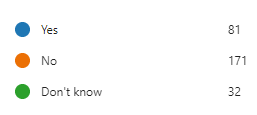 Yes 81
No 171
Don't know 32